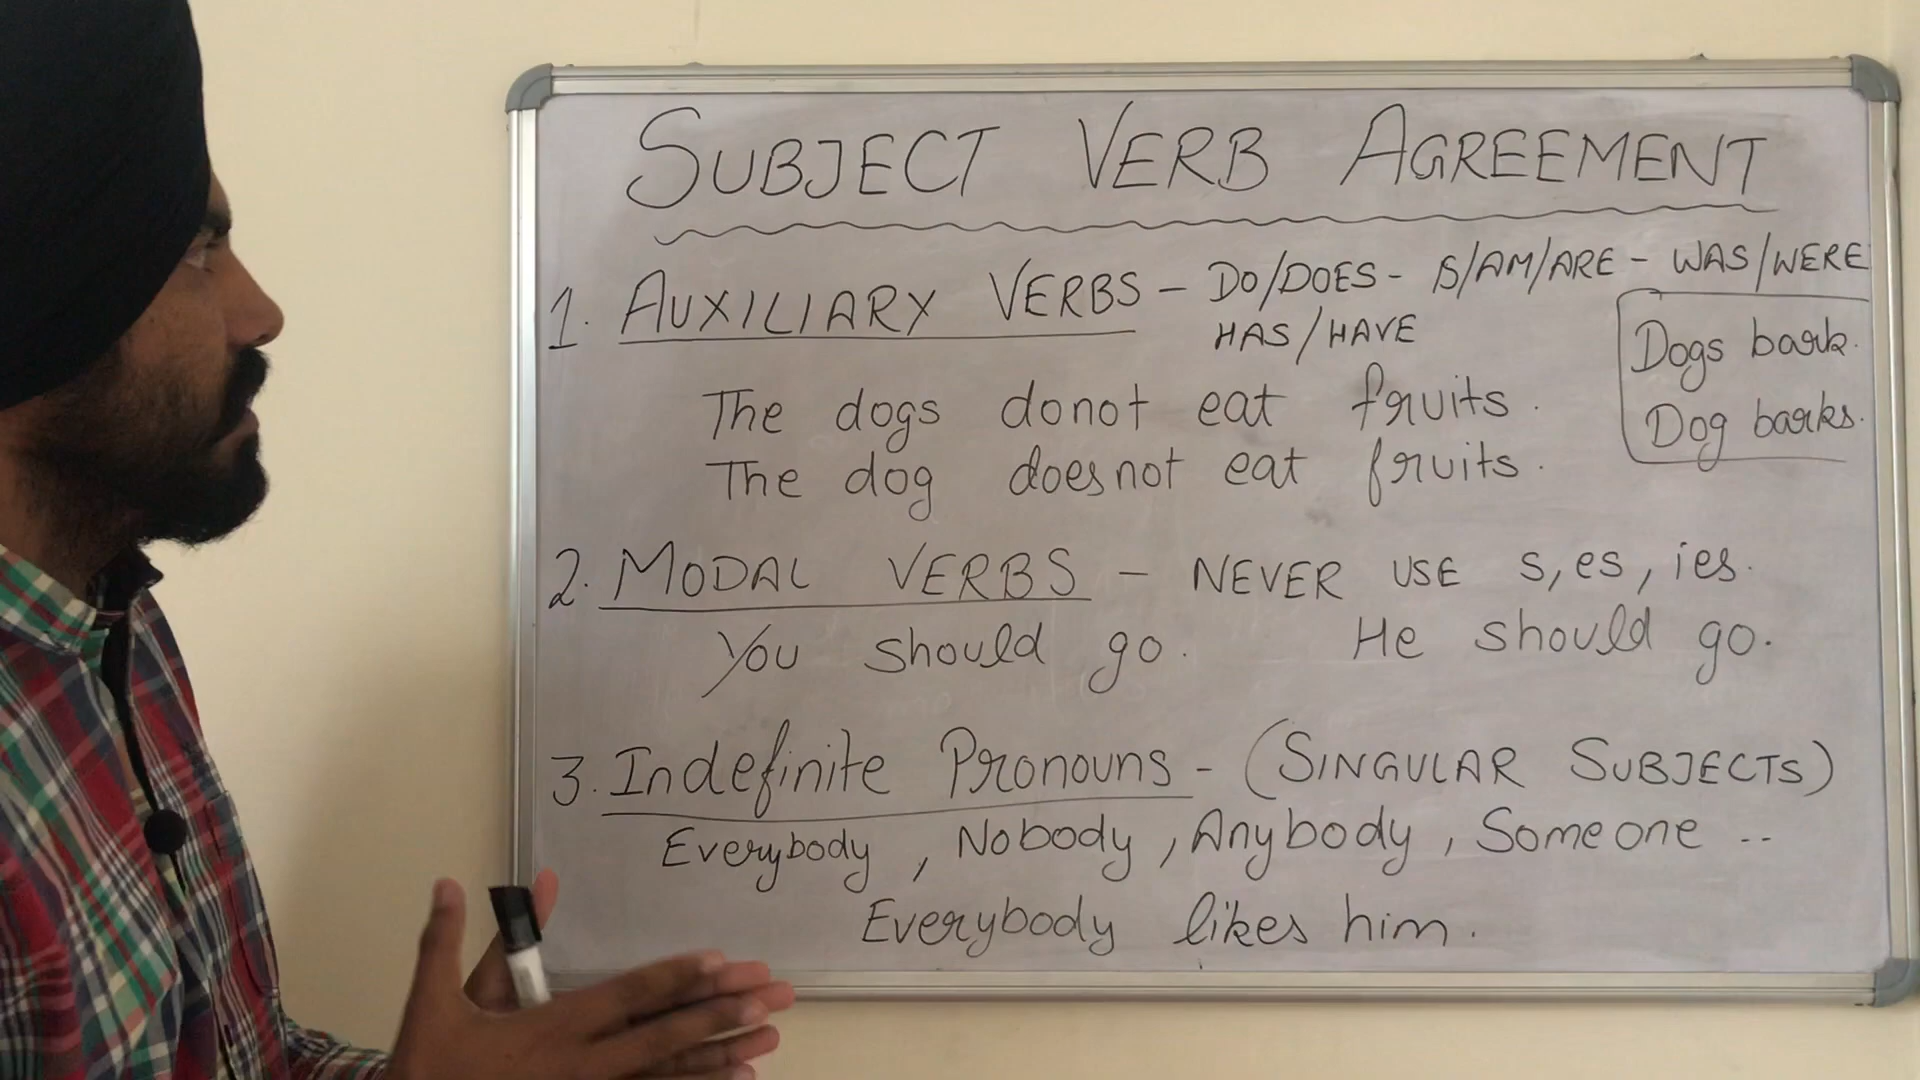 SUBJECT VERB AGREEMENT
1. AUXILIARY VERBS - DO/DOES - IS/AM/ARE - WAS/WERE
HAS/HAVE
Dogs bark.
Dog barks.
The dogs donot eat fruits.
The dog doesnot eat fruits.
2. MODAL VERBS - NEVER USE s, es, ies.
You should go. He should go.
3. Indefinite Pronouns - (SINGULAR SUBJECTS)
Everybody, Nobody, Anybody, Someone ..
Everybody likes him.